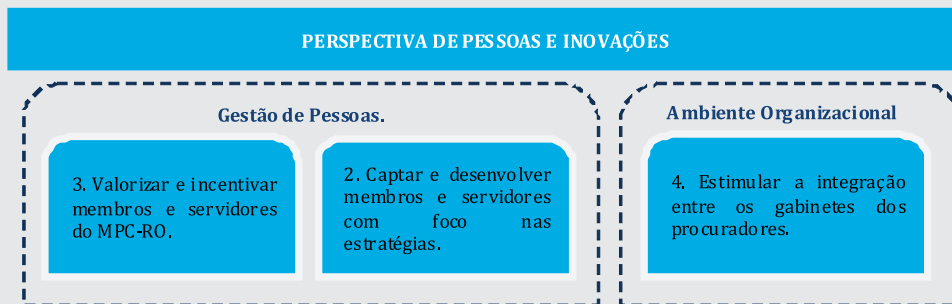 PERSPECTIVA DE PESSOAS E INOVAÇÕES
Gestão de Pessoas.
3. Valorizar e incentivar
membros e servidores
do MPC-RO.
2. Captar e desenvolver
membros e servidores
com foco nas
estratégias.
Ambiente Organizacional
4. Estimular a integração
entre os gabinetes dos
procuradores.